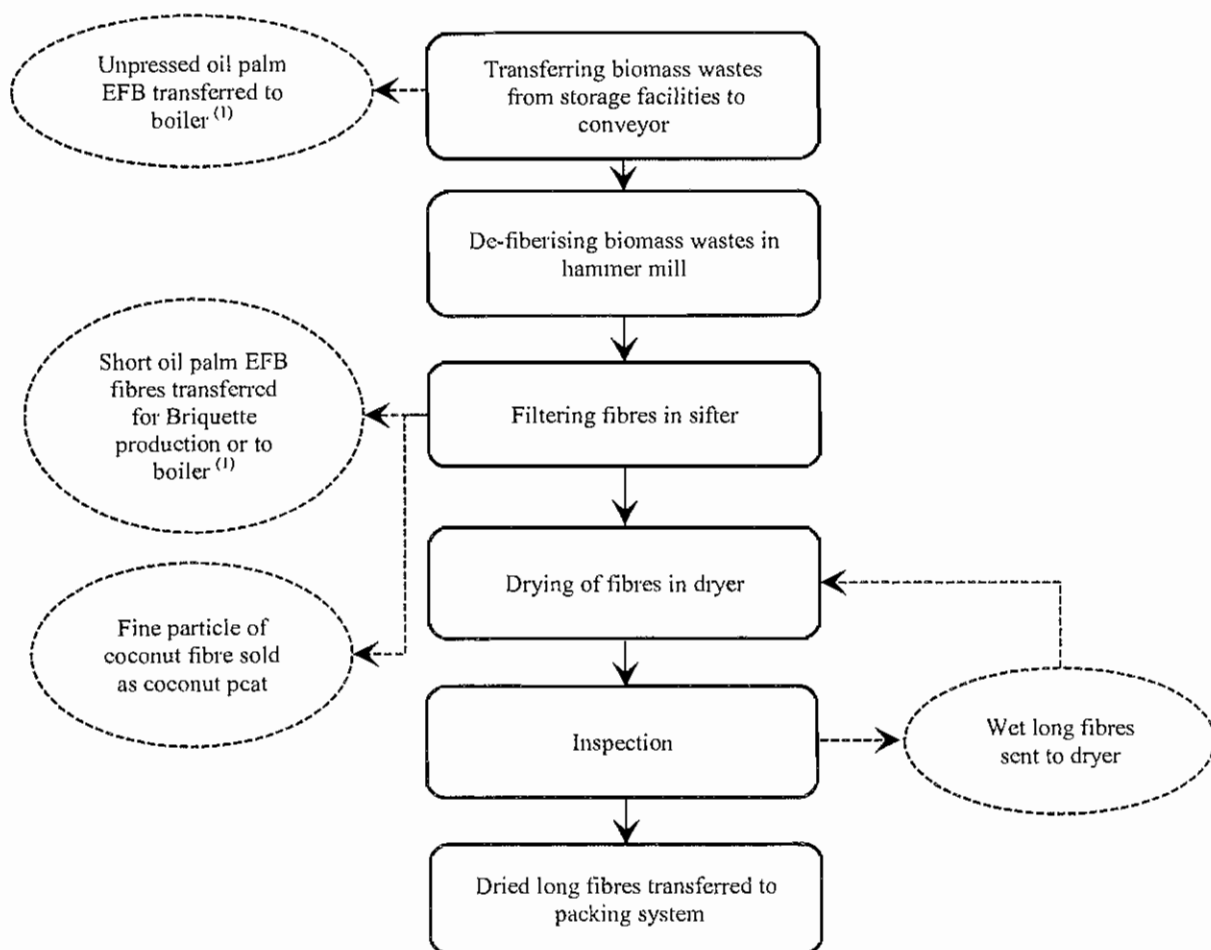 Unpressed oil palm
EFB transferred to
boiler (1)
Transferring biomass wastes
from storage facilities to
conveyor
De-fiberising biomass wastes in
hammer mill
Short oil palm EFB
fibres transferred
for Briquette
production or to
boiler (1)
Filtering fibres in sifter
Drying of fibres in dryer
Fine particle of
coconut fibre sold
as coconut peat
Inspection
Wet long fibres
sent to dryer
Dried long fibres transferred to
packing system